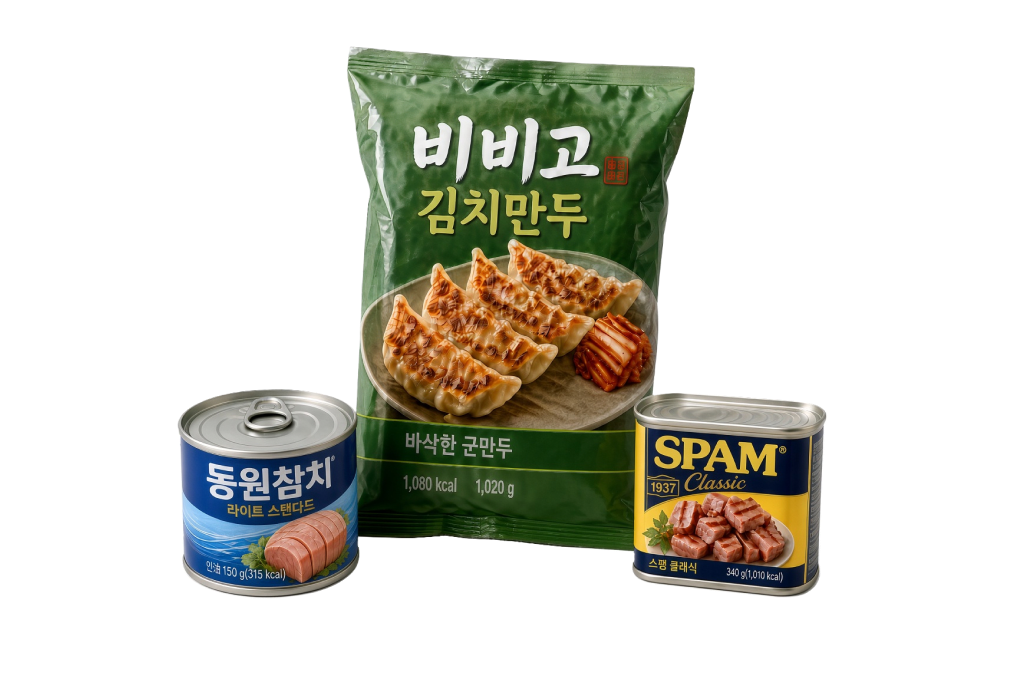 비비고
김치만두
바삭한 군만두
1,080 kcal 1,020 g
동원참치®
라이트 스탠다드
150 g(315 kcal)
SPAM®
Classic
1937
스팸 클래식
340 g(1,010 kcal)